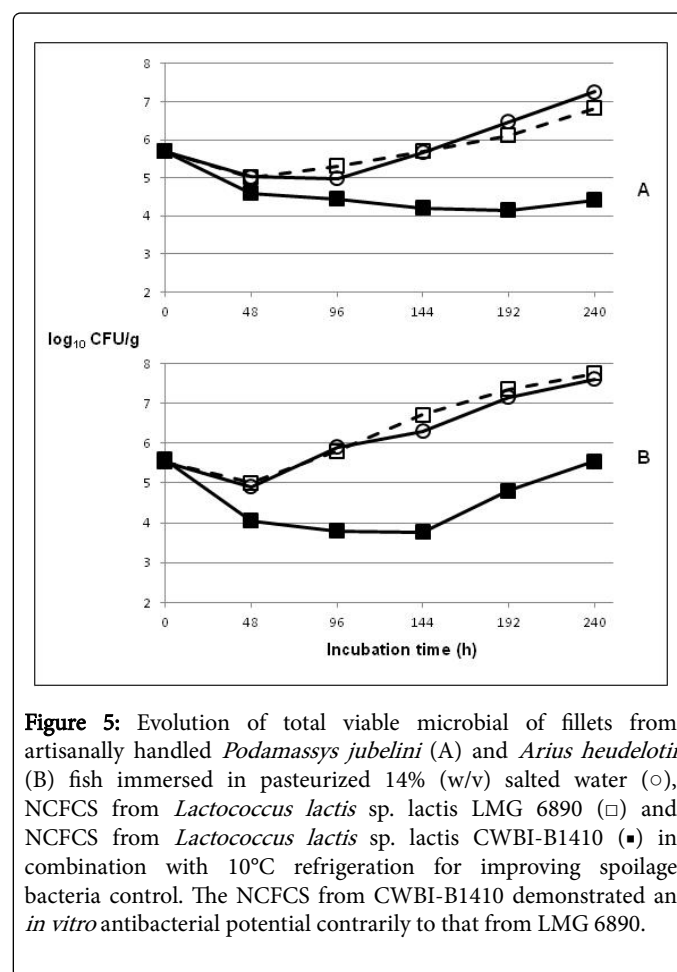 8
7
6
5
4
3
2
A
0 48 96 144 192 240
log₁₀ CFU/g
8
7
6
5
4
3
2
B
0 48 96 144 192 240
Incubation time (h)
Figure 5: Evolution of total viable microbial of fillets from
artisanally handled Podamassys jubelini (A) and Arius heudelotii
(B) fish immersed in pasteurized 14% (w/v) salted water (○),
NCFCS from Lactococcus lactis sp. lactis LMG 6890 (□) and
NCFCS from Lactococcus lactis sp. lactis CWBI-B1410 (▪) in
combination with 10°C refrigeration for improving spoilage
bacteria control. The NCFCS from CWBI-B1410 demonstrated an
in vitro antibacterial potential contrarily to that from LMG 6890.